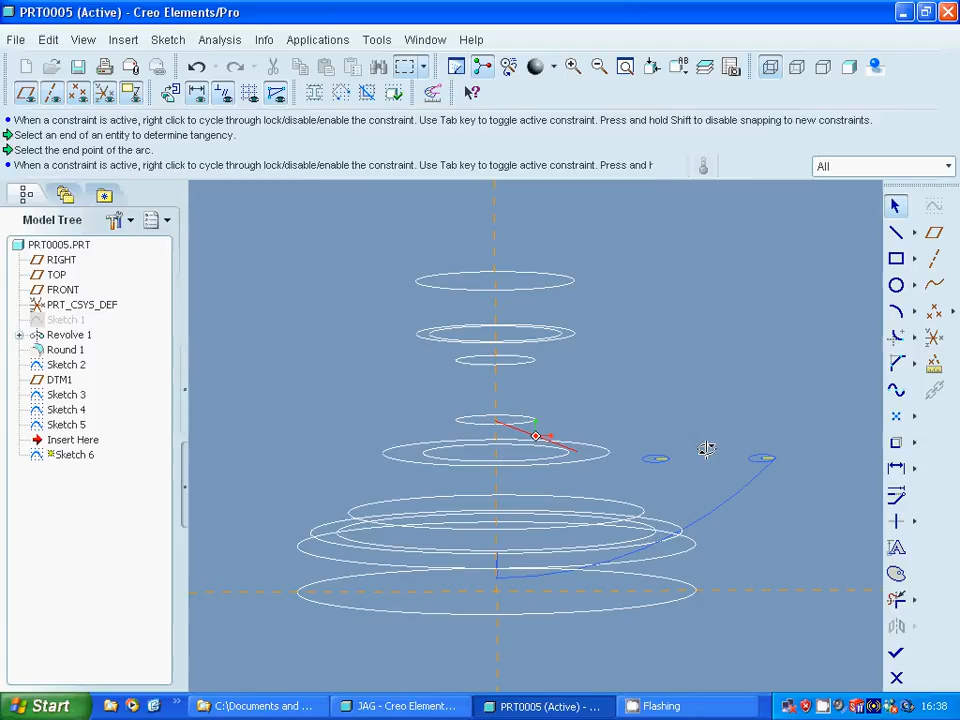 PRT0005 (Active) - Creo Elements/Pro
File Edit View Insert Sketch Analysis Info Applications Tools Window Help
When a constraint is active, right click to cycle through lock/disable/enable the constraint. Use Tab key to toggle active constraint. Press and hold Shift to disable snapping to new constraints.
Select an end of an entity to determine tangency.
Select the end point of the arc.
When a constraint is active, right click to cycle through lock/disable/enable the constraint. Use Tab key to toggle active constraint. Press and h
All
Model Tree
PRT0005.PRT
RIGHT
TOP
FRONT
PRT_CSYS_DEF
Sketch 1
Revolve 1
Round 1
Sketch 2
DTM1
Sketch 3
Sketch 4
Sketch 5
Insert Here
Sketch 6
Start
C:\Documents and ...
JAG - Creo Element...
PRT0005 (Active) - ...
Flashing
16:38